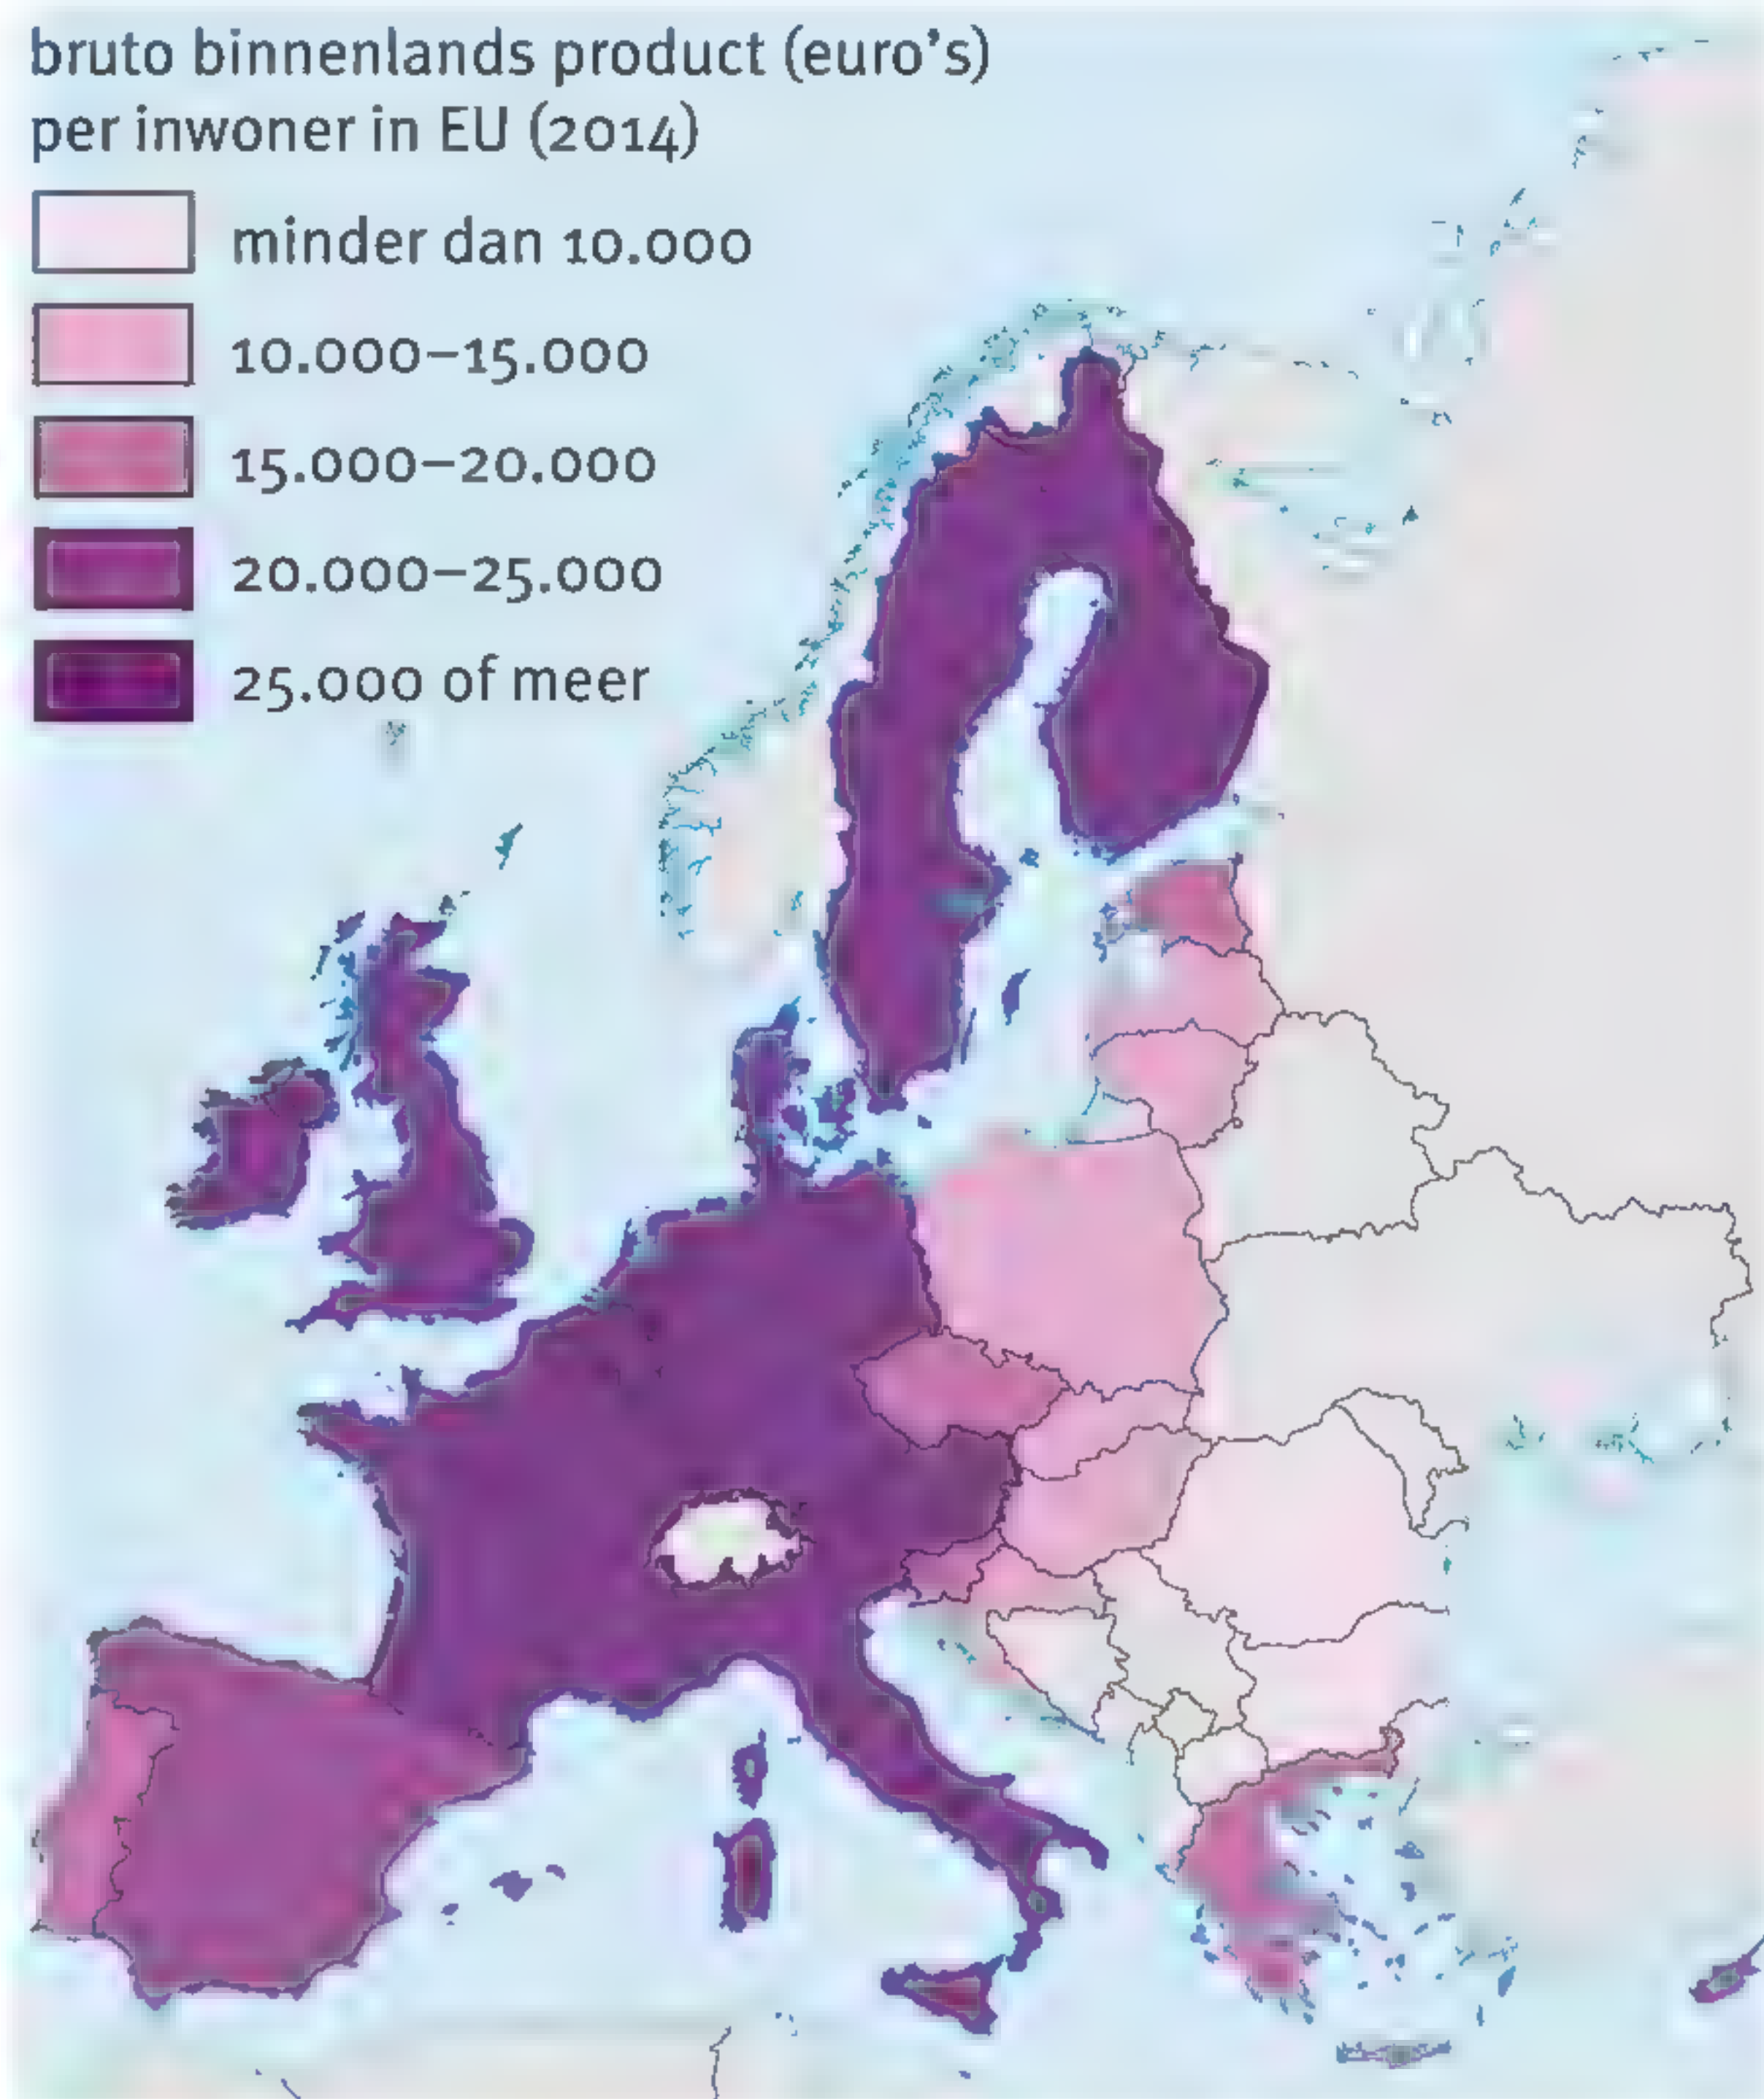 bruto binnenlands product (euro's)
per inwoner in EU (2014)
minder dan 10.000
10.000–15.000
15.000–20.000
20.000–25.000
25.000 of meer